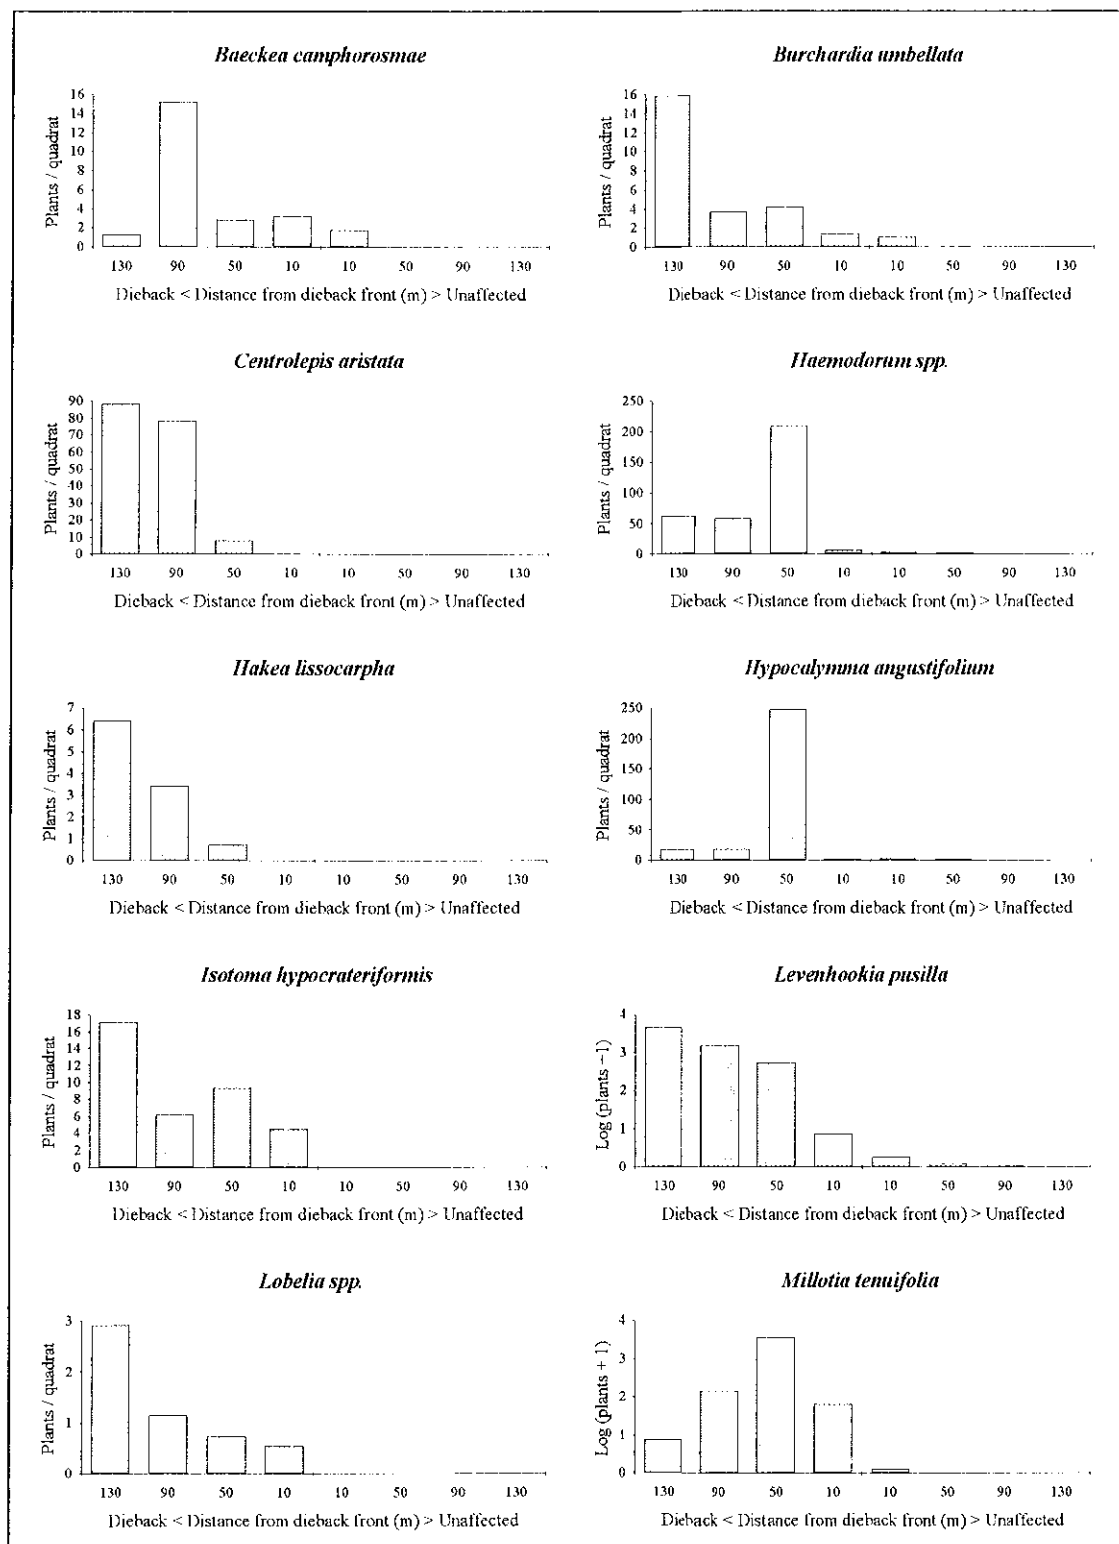 Baeckea camphorosmae
Plants / quadrat
16
14
12
10
8
6
4
2
0
130 90 50 10 10 50 90 130
Dieback < Distance from dieback front (m) > Unaffected
Burchardia umbellata
Plants / quadrat
16
14
12
10
8
6
4
2
0
130 90 50 10 10 50 90 130
Dieback < Distance from dieback front (m) > Unaffected
Centrolepis aristata
Plants / quadrat
90
80
70
60
50
40
30
20
10
0
130 90 50 10 10 50 90 130
Dieback < Distance from dieback front (m) > Unaffected
Haemodorum spp.
Plants / quadrat
250
200
150
100
50
0
130 90 50 10 10 50 90 130
Dieback < Distance from dieback front (m) > Unaffected
Hakea lissocarpha
Plants / quadrat
7
6
5
4
3
2
1
0
130 90 50 10 10 50 90 130
Dieback < Distance from dieback front (m) > Unaffected
Hypocalymma angustifolium
Plants / quadrat
250
200
150
100
50
0
130 90 50 10 10 50 90 130
Dieback < Distance from dieback front (m) > Unaffected
Isotoma hypocrateriformis
Plants / quadrat
18
16
14
12
10
8
6
4
2
0
130 90 50 10 10 50 90 130
Dieback < Distance from dieback front (m) > Unaffected
Levenhookia pusilla
Log (plants +1)
4
3
2
1
0
130 90 50 10 10 50 90 130
Dieback < Distance from dieback front (m) > Unaffected
Lobelia spp.
Plants / quadrat
3
2
1
0
130 90 50 10 10 50 90 130
Dieback < Distance from dieback front (m) > Unaffected
Millotia tenuifolia
Log (plants + 1)
4
3
2
1
0
130 90 50 10 10 50 90 130
Dieback < Distance from dieback front (m) > Unaffected